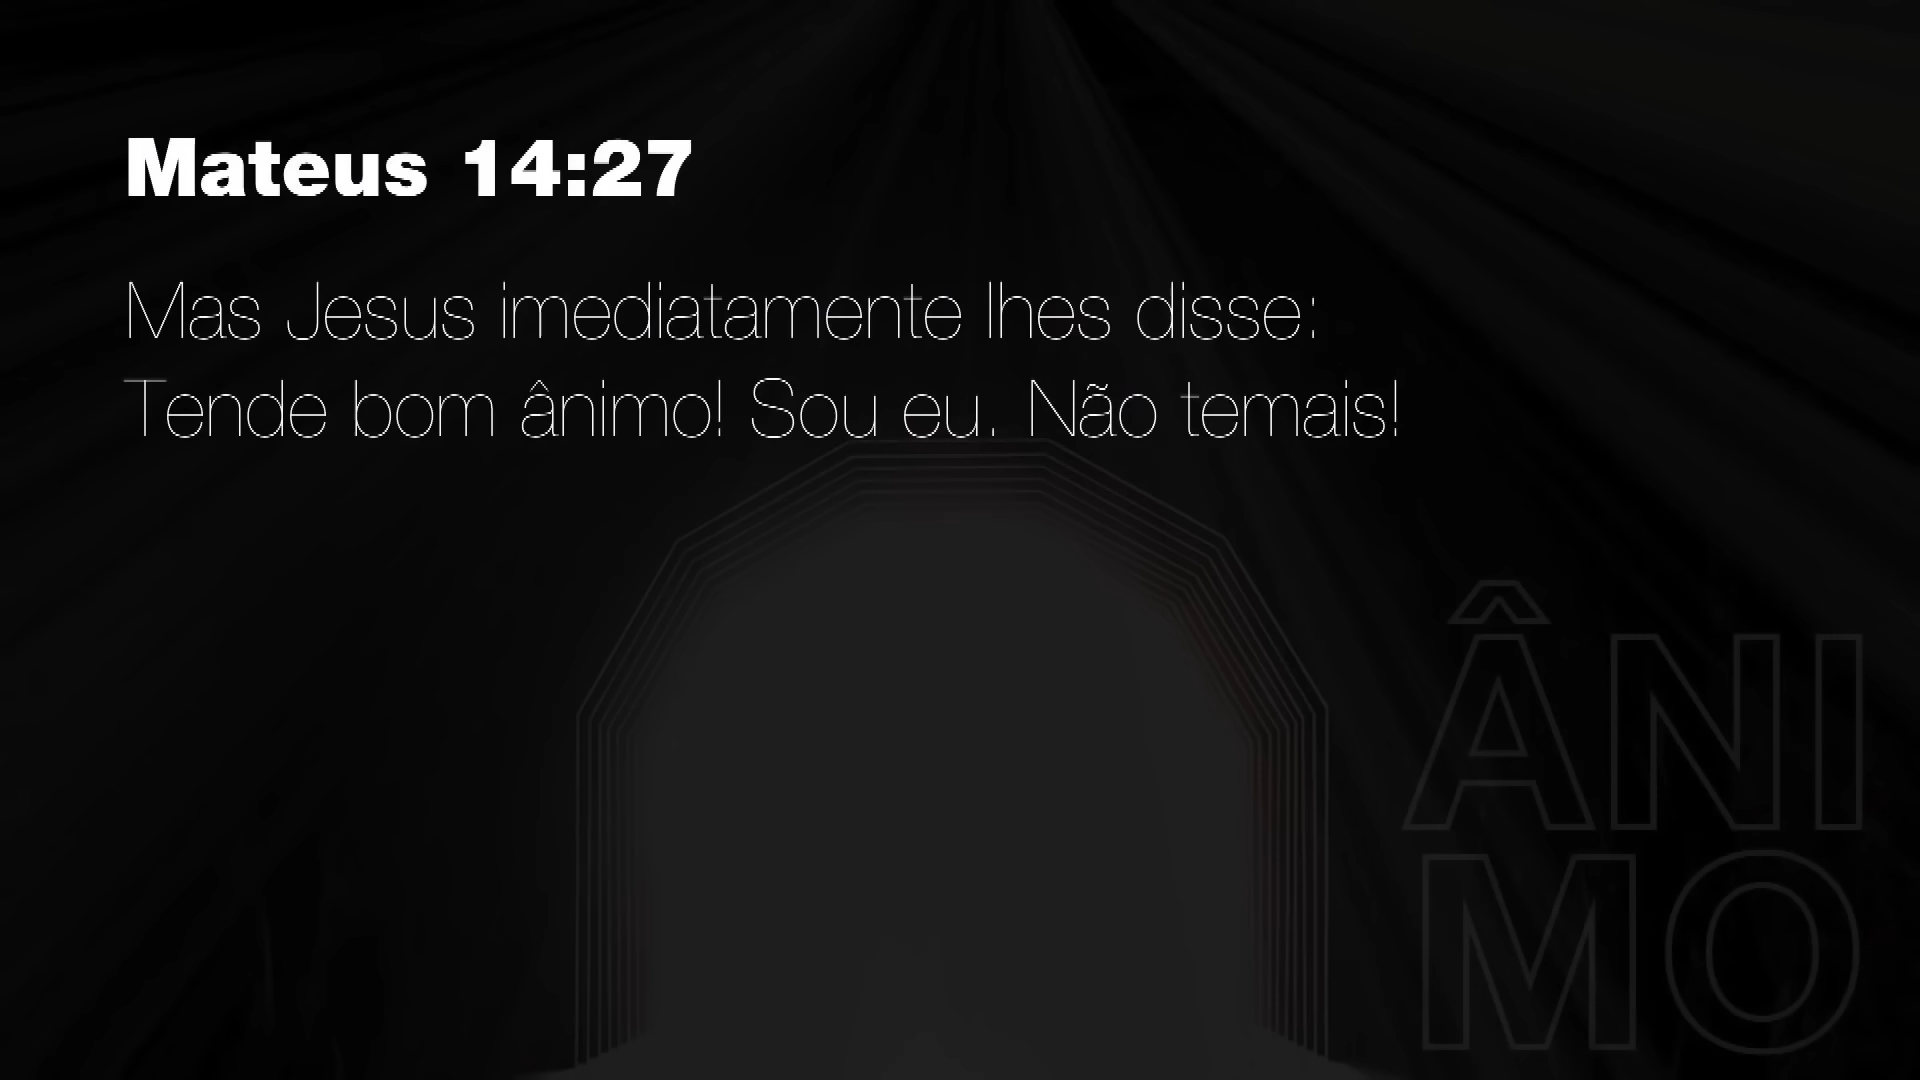 Mateus 14:27
Mas Jesus imediatamente lhes disse:
Tende bom ânimo! Sou eu. Não temais!
ÂNI
MO